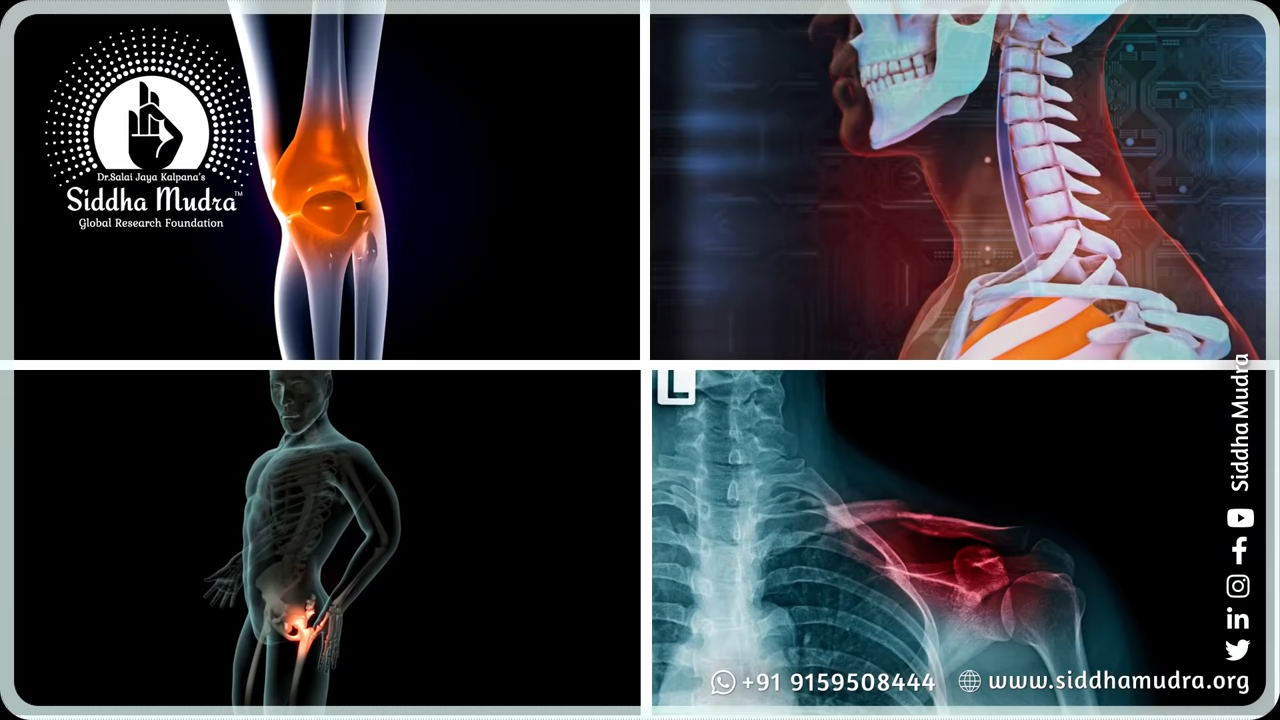 Dr.Salai Jaya Kalpana's
Siddha Mudra™
Global Research Foundation
L
Siddha Mudra
+91 9159508444
www.siddhamudra.org